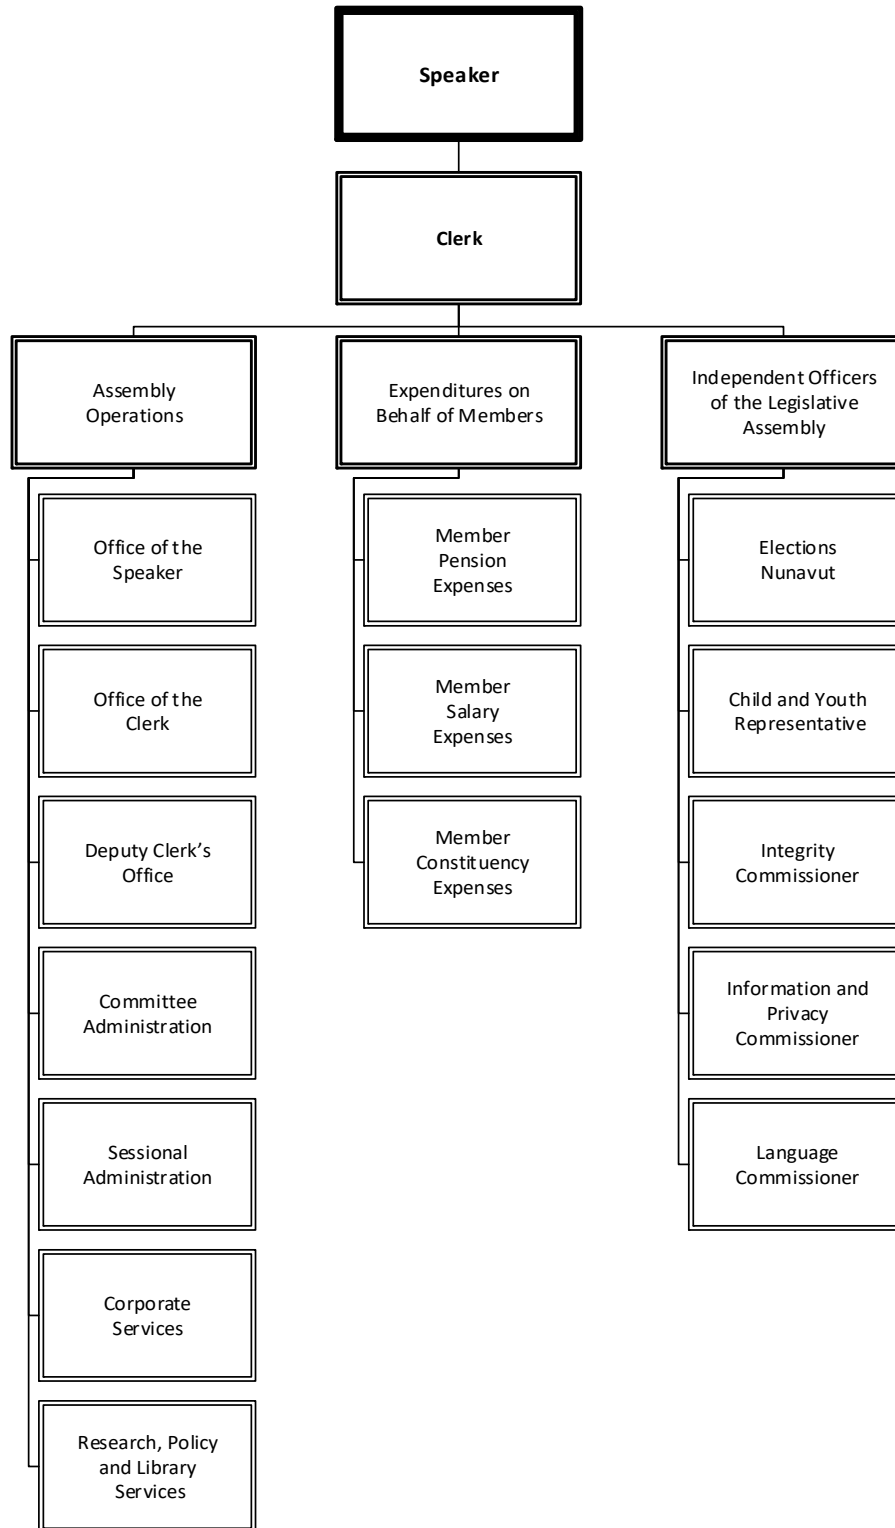 Speaker
Clerk
Assembly
Operations
Expenditures on
Behalf of Members
Independent Officers
of the Legislative
Assembly
Office of the
Speaker
Office of the
Clerk
Deputy Clerk’s
Office
Committee
Administration
Sessional
Administration
Corporate
Services
Research, Policy
and Library
Services
Member
Pension
Expenses
Member
Salary
Expenses
Member
Constituency
Expenses
Elections
Nunavut
Child and Youth
Representative
Integrity
Commissioner
Information and
Privacy
Commissioner
Language
Commissioner